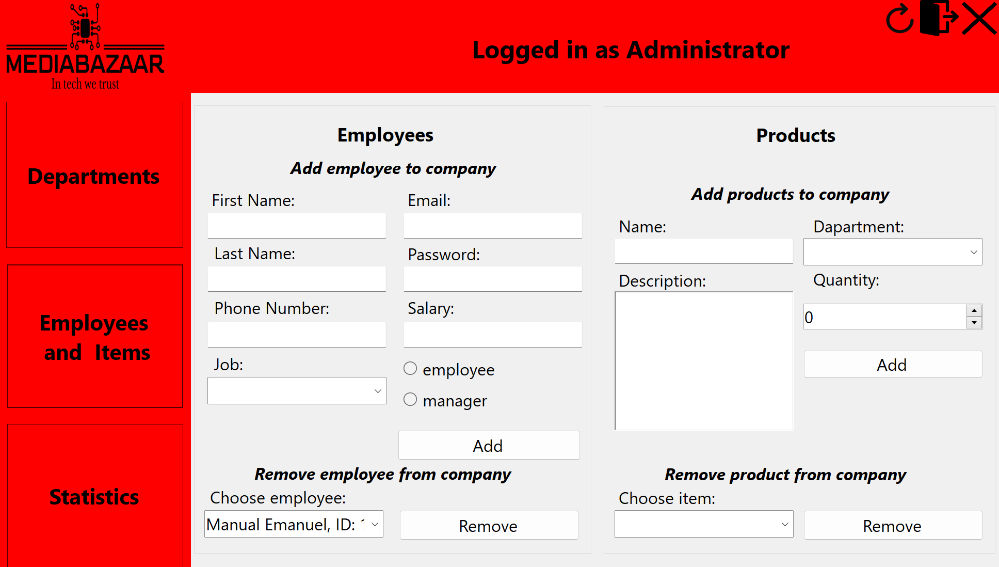 MEDIABAZAAR
In tech we trust
Logged in as Administrator
Departments
Employees
and Items
Statistics
Employees
Add employee to company
First Name:
Email:
Last Name:
Password:
Phone Number:
Salary:
Job:
employee
manager
Add
Remove employee from company
Choose employee:
Manual Emanuel, ID:
Remove
Products
Add products to company
Name:
Dapartment:
Description:
Quantity:
0
Add
Remove product from company
Choose item:
Remove